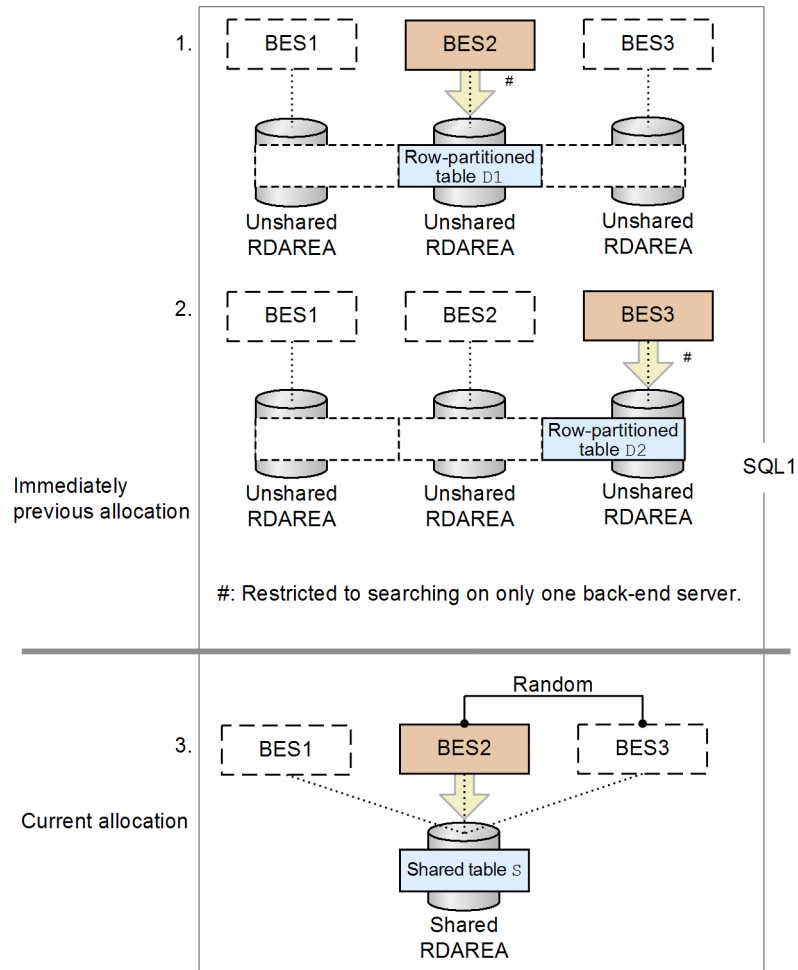 1.
BES1
BES2
BES3
#
Row-partitioned
table D1
Unshared
RDAREA
Unshared
RDAREA
Unshared
RDAREA
2.
BES1
BES2
BES3
#
Row-partitioned
table D2
Unshared
RDAREA
Unshared
RDAREA
Unshared
RDAREA
SQL1
Immediately
previous allocation
#: Restricted to searching on only one back-end server.
Random
3.
BES1
BES2
BES3
Current allocation
Shared table S
Shared
RDAREA